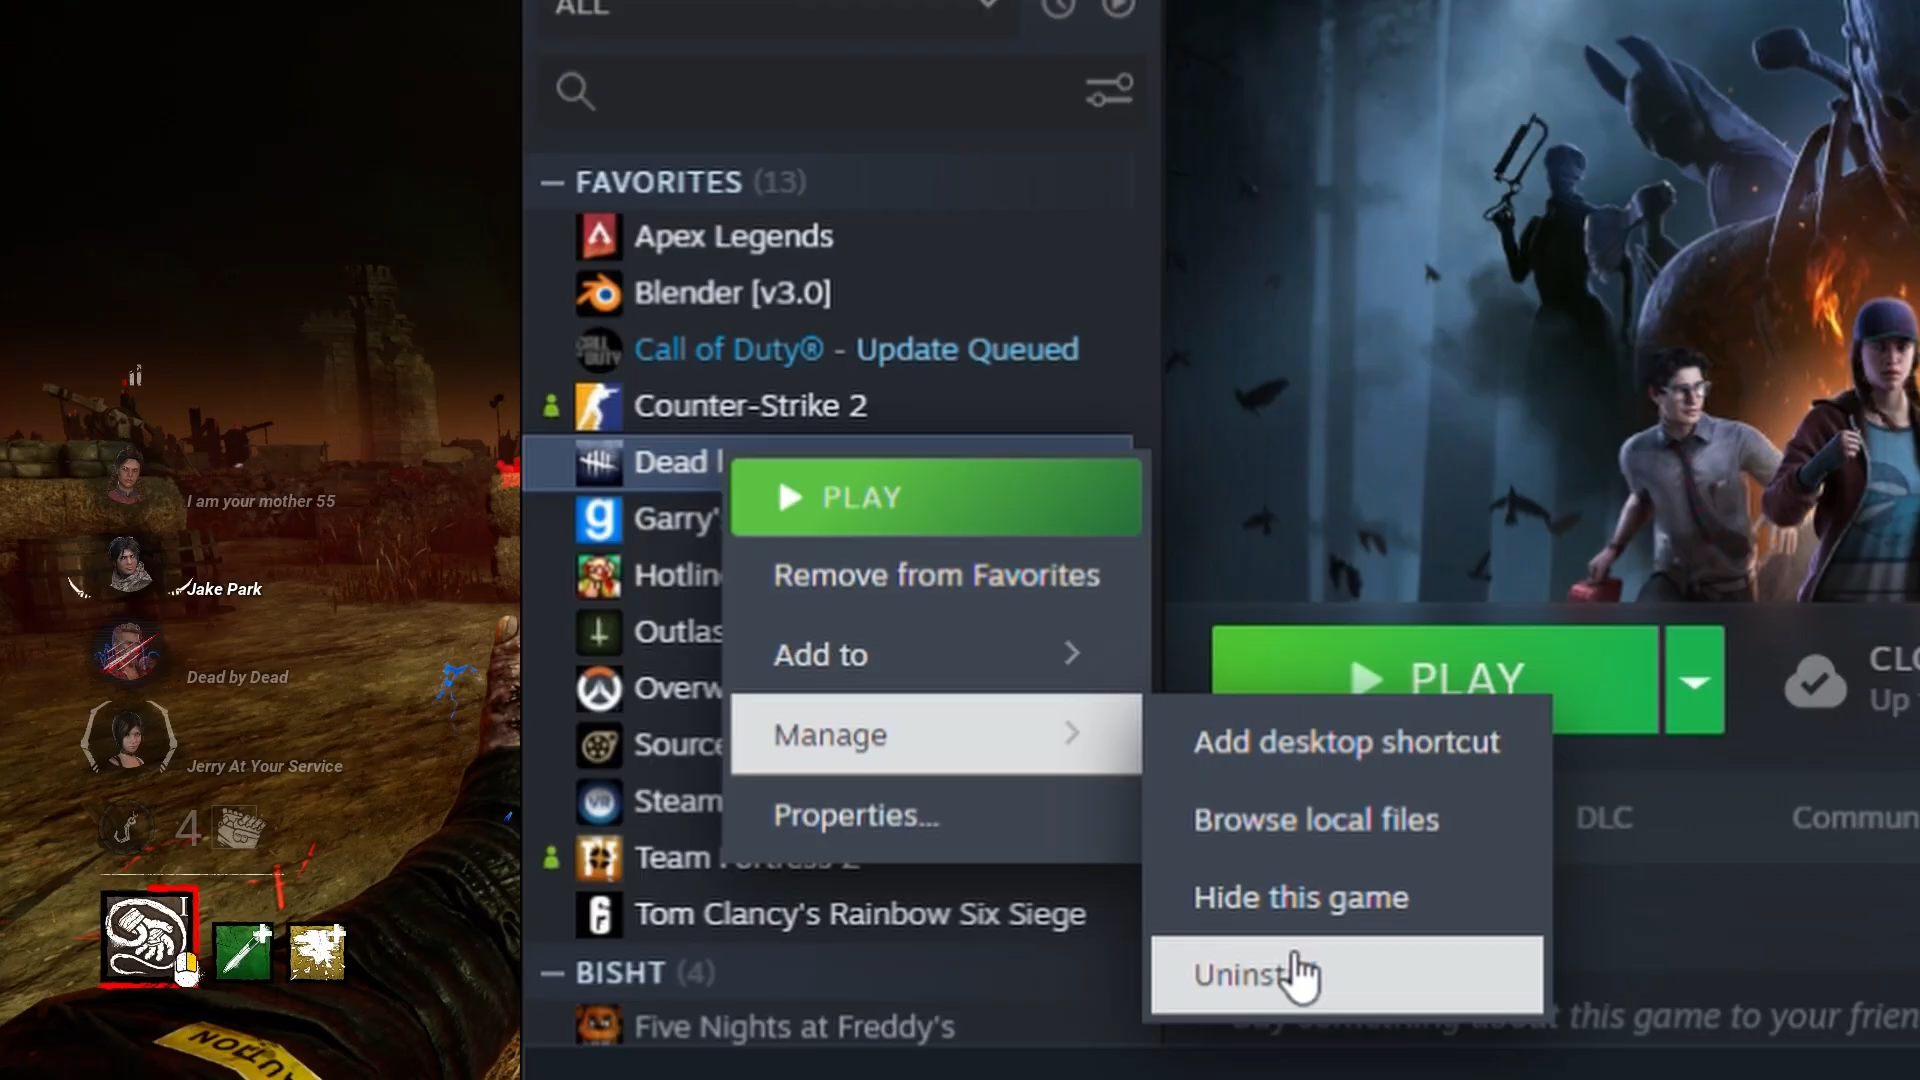 ALL
FAVORITES (13)
Apex Legends
Blender [v3.0]
Call of Duty® - Update Queued
Counter-Strike 2
Dead
PLAY
Garry'
Remove from Favorites
Hotlin
Outlas
Add to
Overw
Manage
Source
Steam
Properties...
Team
Tom Clancy's Rainbow Six Siege
BISHT (4)
Five Nights at Freddy's
Add desktop shortcut
Browse local files
Hide this game
Uninst
PLAY
CLO
Up
DLC
Commun
this game to your frien
I am your mother 55
Jake Park
Dead by Dead
Jerry At Your Service
4
I